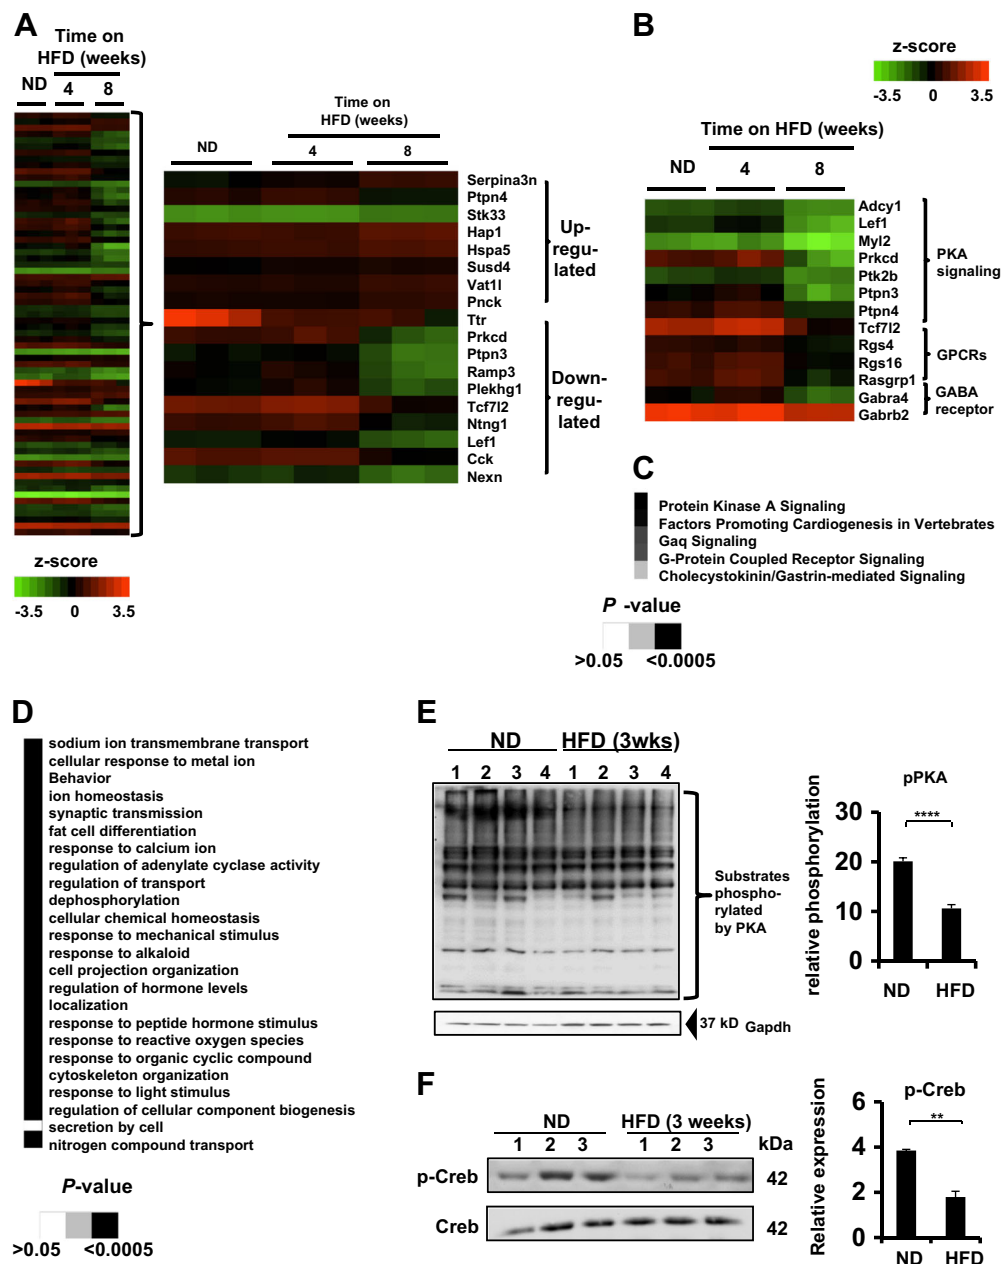 A
Time on
HFD (weeks)
ND 4 8
Time on
HFD (weeks)
ND 4 8
Serpina3n
Ptpn4
Stk33
Hap1
Hspa5
Susd4
Vat1l
Pnck
Ttr
Prkcd
Ptpn3
Ramp3
Plekhg1
Tcf7l2
Ntng1
Lef1
Cck
Nexn
Up-
regu-
lated
Down-
regu-
lated
z-score
-3.5 0 3.5
B
z-score
-3.5 0 3.5
Time on HFD (weeks)
ND 4 8
Adcy1
Lef1
Myl2
Prkcd
Ptk2b
Ptpn3
Ptpn4
Tcf7l2
Rgs4
Rgs16
Rasgrp1
Gabra4
Gabrb2
PKA
signaling
GPCRs
GABA
receptor
C
Protein Kinase A Signaling
Factors Promoting Cardiogenesis in Vertebrates
Gaq Signaling
G-Protein Coupled Receptor Signaling
Cholecystokinin/Gastrin-mediated Signaling
P -value
>0.05 <0.0005
D
sodium ion transmembrane transport
cellular response to metal ion
Behavior
ion homeostasis
synaptic transmission
fat cell differentiation
response to calcium ion
regulation of adenylate cyclase activity
regulation of transport
dephosphorylation
cellular chemical homeostasis
response to mechanical stimulus
response to alkaloid
cell projection organization
regulation of hormone levels
localization
response to peptide hormone stimulus
response to reactive oxygen species
response to organic cyclic compound
cytoskeleton organization
response to light stimulus
regulation of cellular component biogenesis
secretion by cell
nitrogen compound transport
P-value
>0.05 <0.0005
E
ND HFD (3wks)
1 2 3 4 1 2 3 4
Substrates
phospho-
rylated
by PKA
37 kD Gapdh
pPKA
relative phosphorylation
30
20
10
0
****
ND HFD
F
ND HFD (3 weeks)
1 2 3 1 2 3 kDa
p-Creb 42
Creb 42
p-Creb
Relative expression
6
4
2
0
**
ND HFD